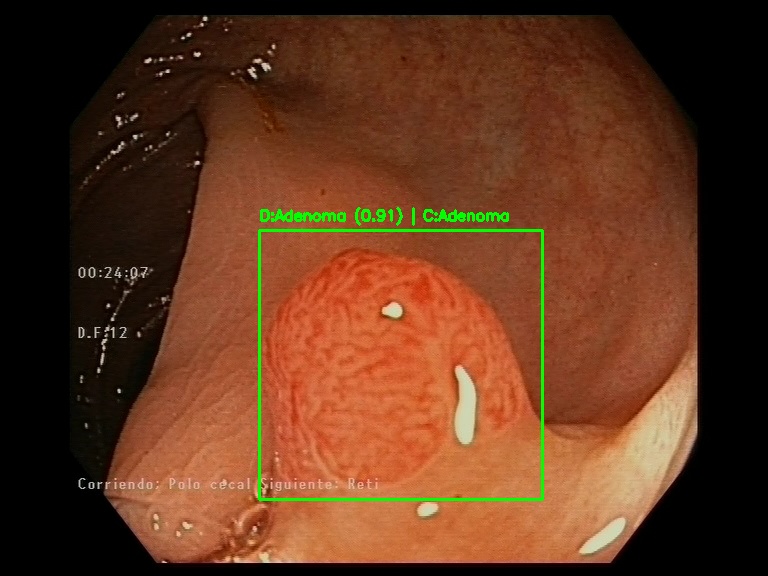 D:Adenoma (0.91) | C:Adenoma
00:24:07
D.F:12
Corriendo: Polo cecal Siguiente: Reti